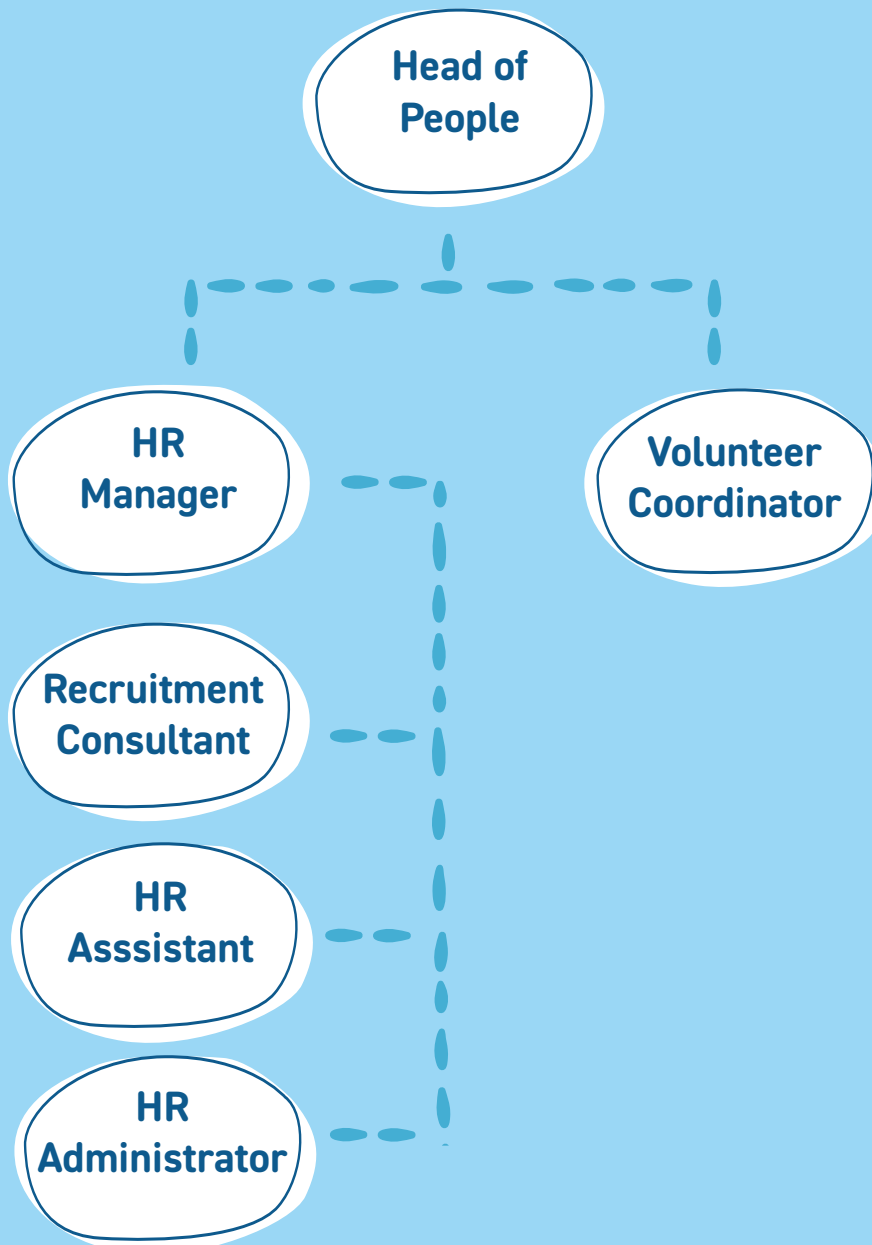 Head of
People
HR
Manager
Volunteer
Coordinator
Recruitment
Consultant
HR
Asssistant
HR
Administrator